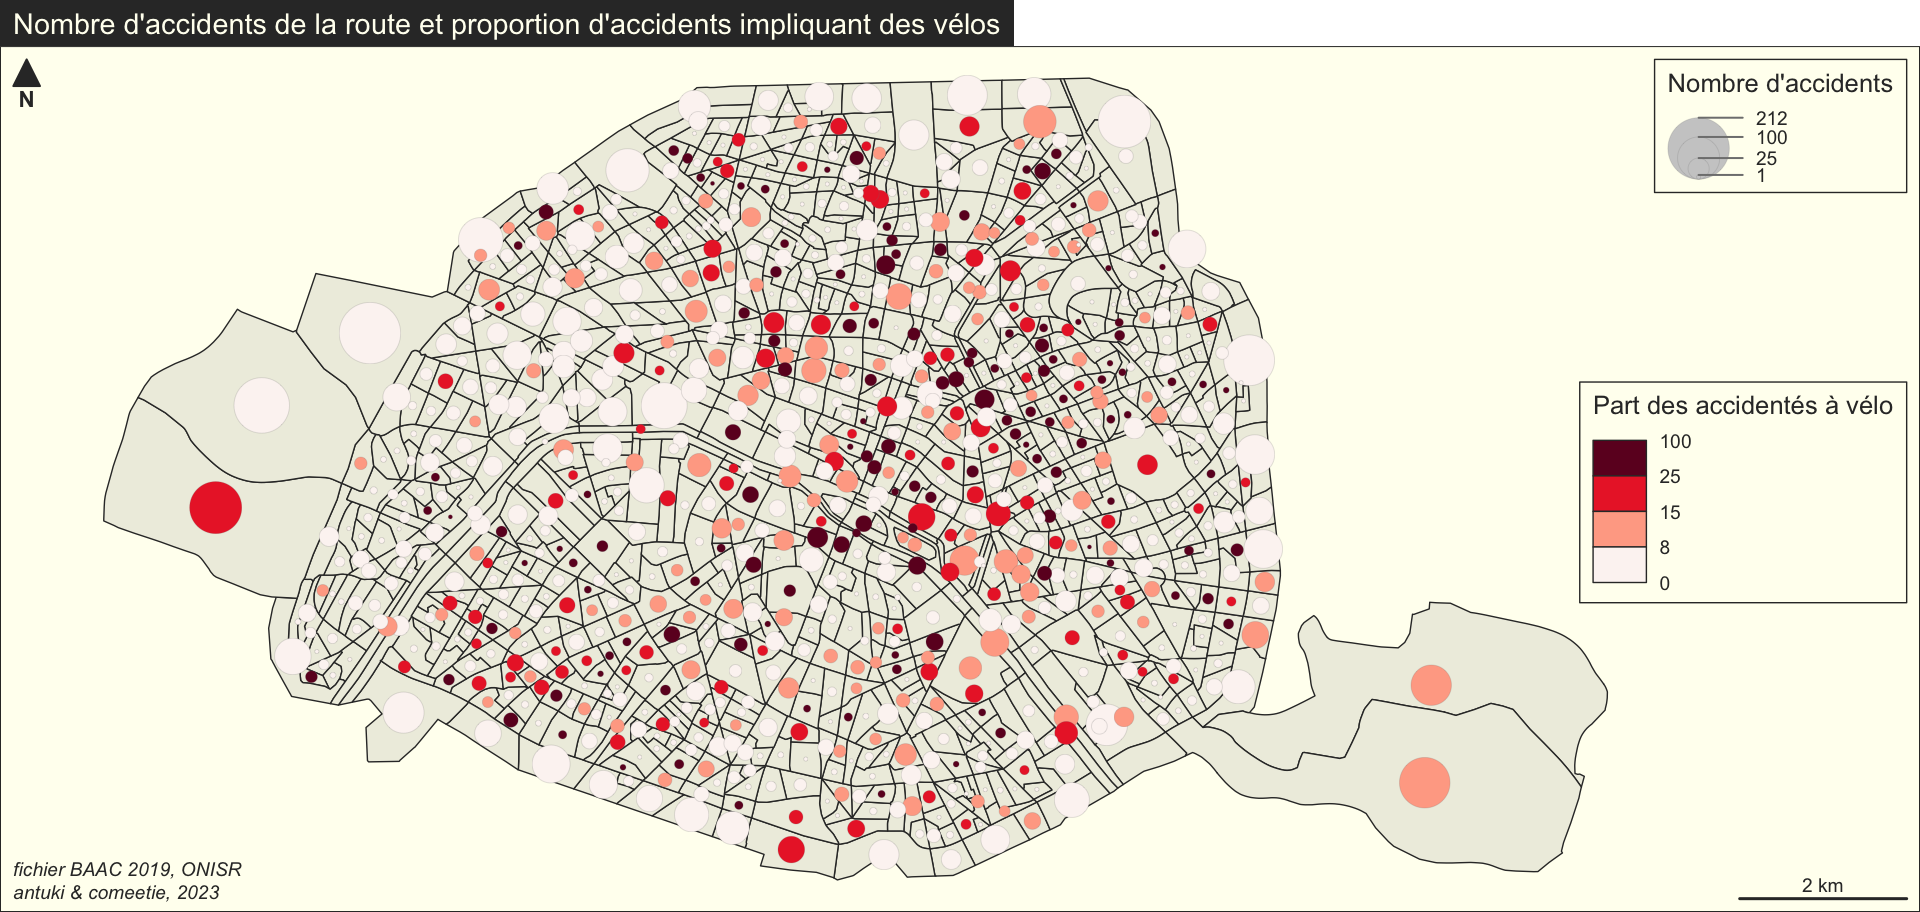 Nombre d'accidents de la route et proportion d'accidents impliquant des vélos
N
Nombre d'accidents
212
100
25
1
Part des accidentés à vélo
100
25
15
8
0
fichier BAAC 2019, ONISR
antuki & comeetie, 2023
2 km